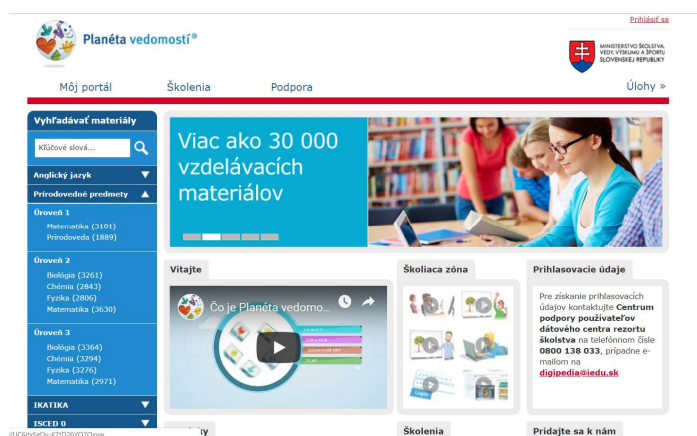 Prihlásiť sa
Planéta vedomostí®
MINISTERSTVO ŠKOLSTVA,
VEDY, VÝSKUMU A ŠPORTU
SLOVENSKEJ REPUBLIKY
Môj portál Školenia Podpora Úlohy »
Vyhľadávať materiály
Kľúčové slová...
Anglický jazyk
Prírodovedné predmety
Úroveň 1
Matematika (3101)
Prírodoveda (1889)
Úroveň 2
Biológia (3261)
Chémia (2843)
Fyzika (2806)
Matematika (3630)
Úroveň 3
Biológia (3364)
Chémia (3294)
Fyzika (3276)
Matematika (2971)
IKATIKA
ISCED 0
Viac ako 30 000
vzdelávacích
materiálov
Vitajte
Čo je Planéta vedomo...
Školiaca zóna
Login
Prihlasovacie údaje
Pre získanie prihlasovacích
údajov kontaktujte Centrum
podpory používateľov
dátového centra rezortu
školstva na telefónnom čísle
0800 138 033, prípadne e-
mailom na
digipedia@iedu.sk
Školenia
Pridajte sa k nám